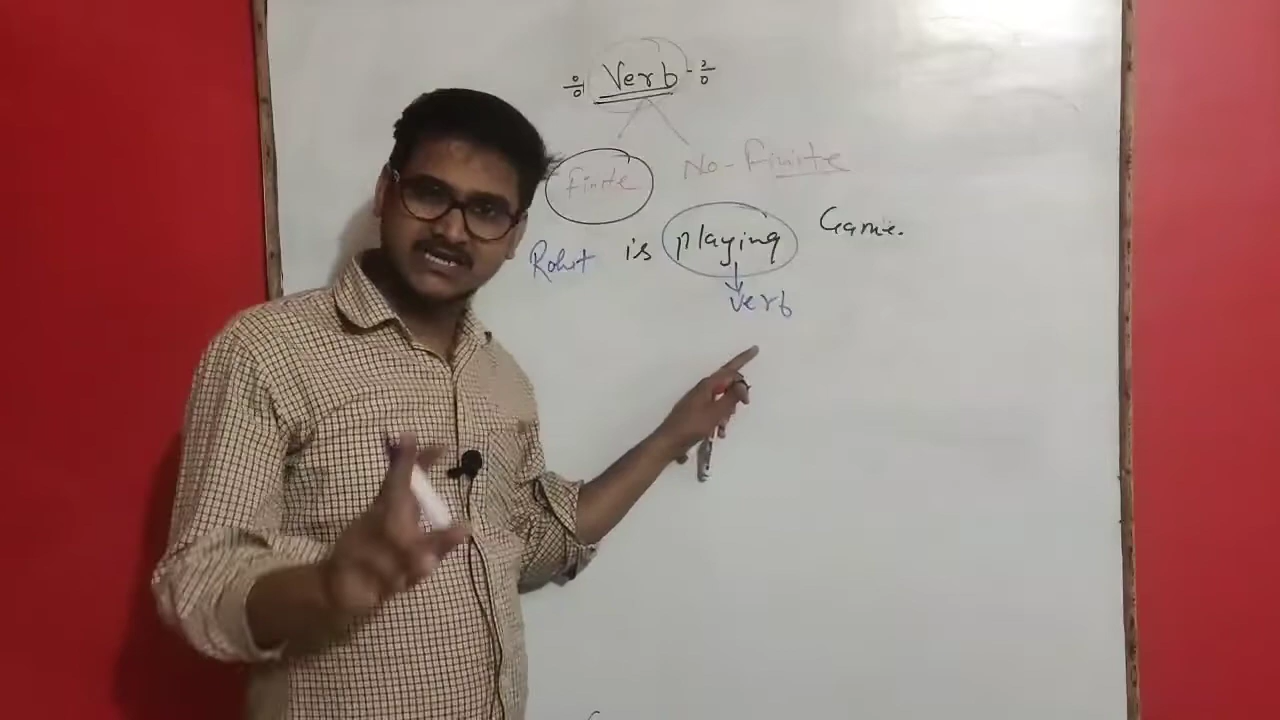 ÷ Verb -÷
finite No-finite
Rohit is playing Game.
verb